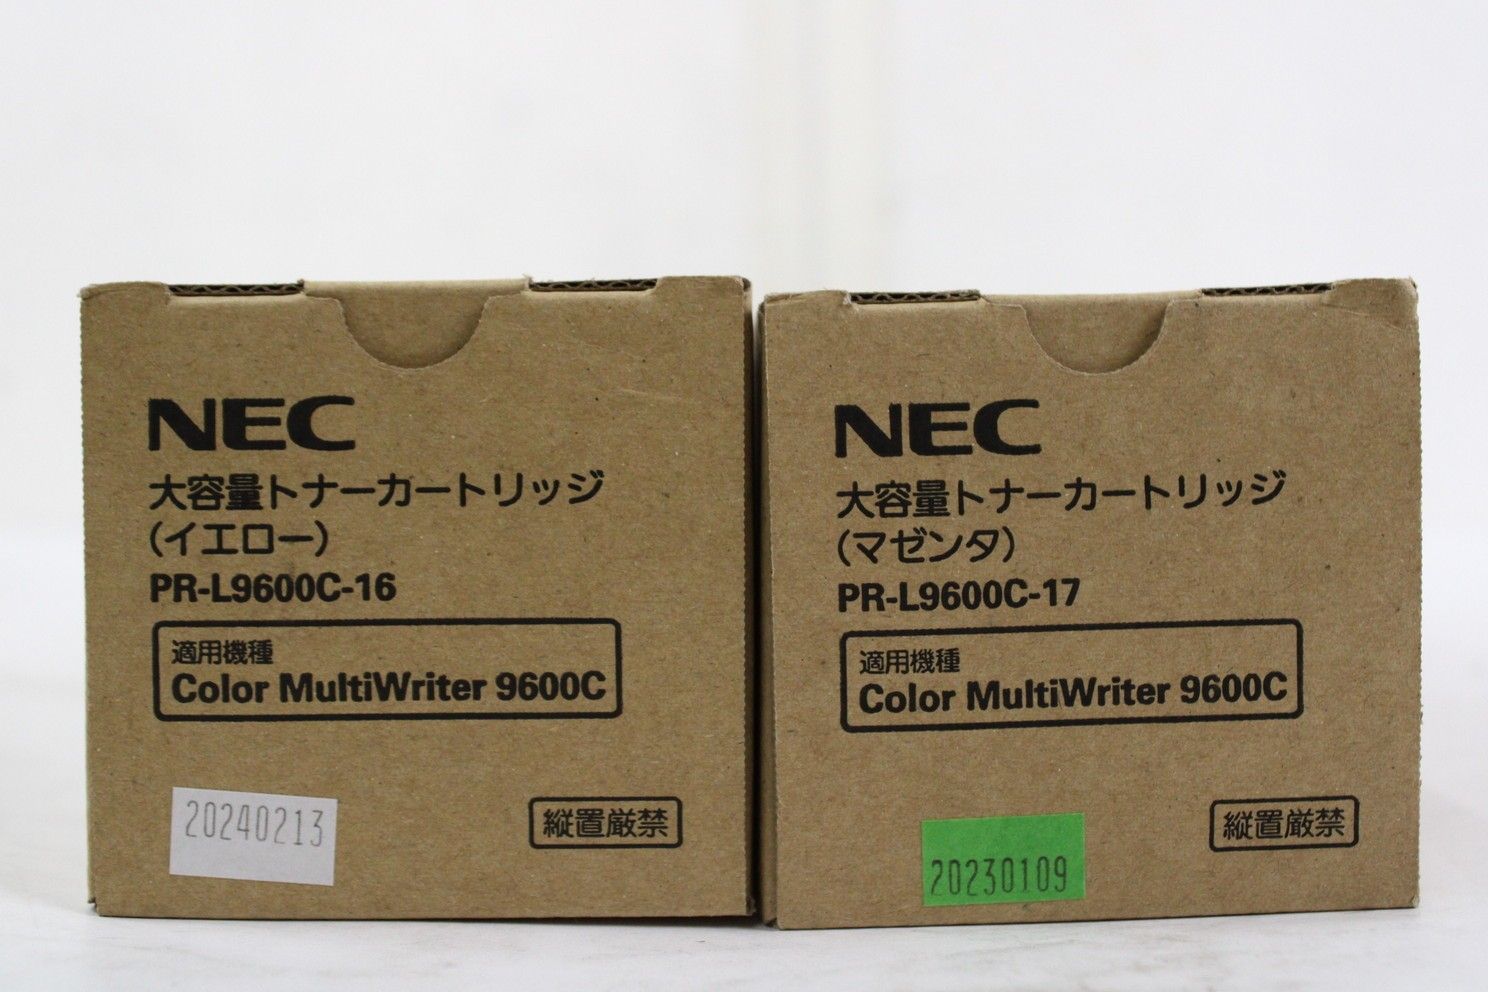 NEC
大容量トナーカートリッジ
(イエロー)
PR-L9600C-16
適用機種
Color MultiWriter 9600C
20240213
縦置厳禁
NEC
大容量トナーカートリッジ
(マゼンタ)
PR-L9600C-17
適用機種
Color MultiWriter 9600C
20230109
縦置厳禁